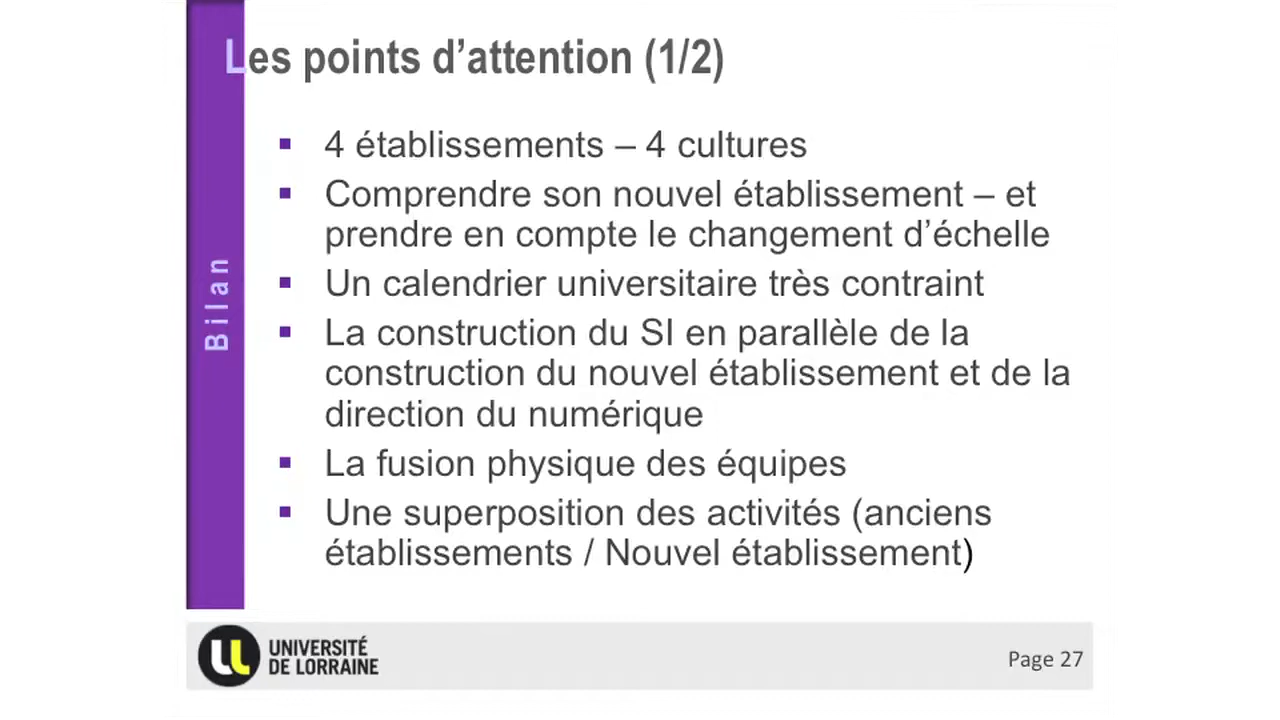 Les points d’attention (1/2)
Bilan
▪ 4 établissements – 4 cultures
▪ Comprendre son nouvel établissement – et
prendre en compte le changement d’échelle
▪ Un calendrier universitaire très contraint
▪ La construction du SI en parallèle de la
construction du nouvel établissement et de la
direction du numérique
▪ La fusion physique des équipes
▪ Une superposition des activités (anciens
établissements / Nouvel établissement)
UNIVERSITÉ
DE LORRAINE
Page 27